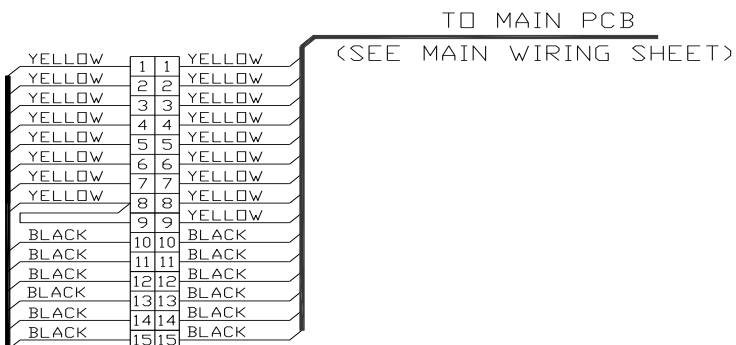 TO MAIN PCB
(SEE MAIN WIRING SHEET)
YELLOW 1 1 YELLOW
YELLOW 2 2 YELLOW
YELLOW 3 3 YELLOW
YELLOW 4 4 YELLOW
YELLOW 5 5 YELLOW
YELLOW 6 6 YELLOW
YELLOW 7 7 YELLOW
YELLOW 8 8 YELLOW
9 9 YELLOW
BLACK 10 10 BLACK
BLACK 11 11 BLACK
BLACK 12 12 BLACK
BLACK 13 13 BLACK
BLACK 14 14 BLACK
BLACK 15 15 BLACK